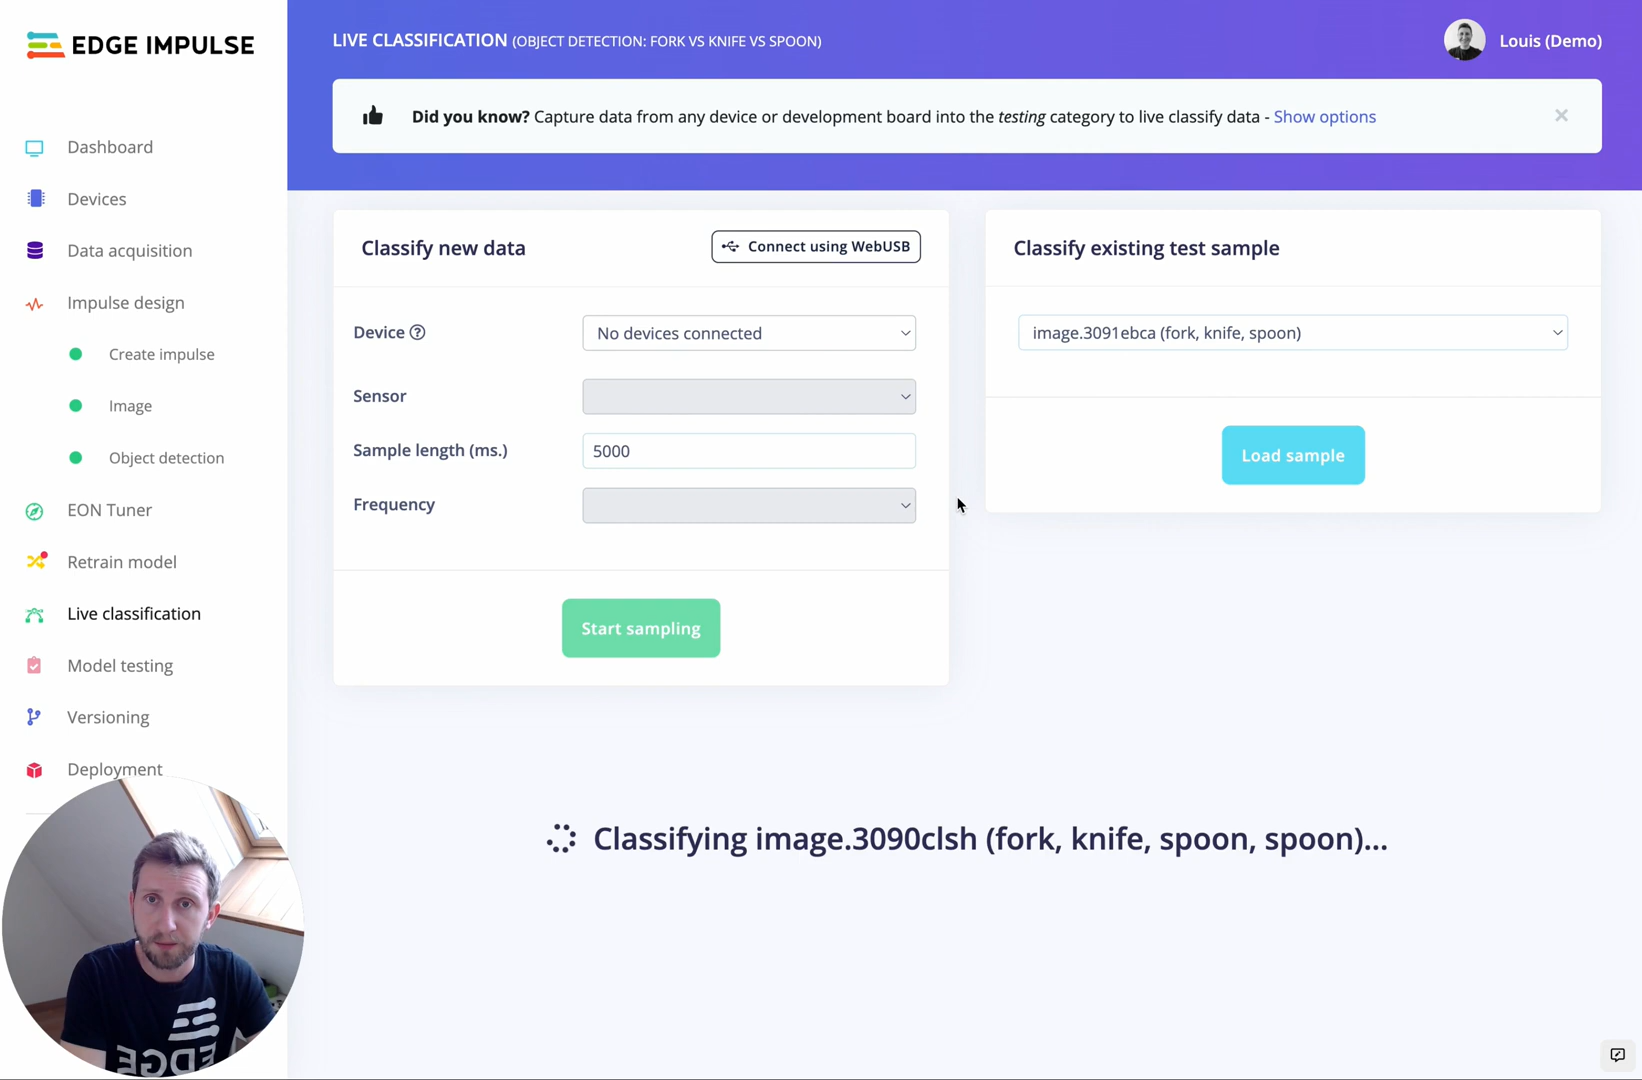 EDGE IMPULSE
LIVE CLASSIFICATION (OBJECT DETECTION: FORK VS KNIFE VS SPOON)
Louis (Demo)
Did you know? Capture data from any device or development board into the testing category to live classify data - Show options
Dashboard
Devices
Data acquisition
Impulse design
Create impulse
Image
Object detection
EON Tuner
Retrain model
Live classification
Model testing
Versioning
Deployment
Classify new data
Connect using WebUSB
Device
No devices connected
Sensor
Sample length (ms.)
5000
Frequency
Start sampling
Classify existing test sample
image.3091ebca (fork, knife, spoon)
Load sample
Classifying image.3090clsh (fork, knife, spoon, spoon)...
EDGE